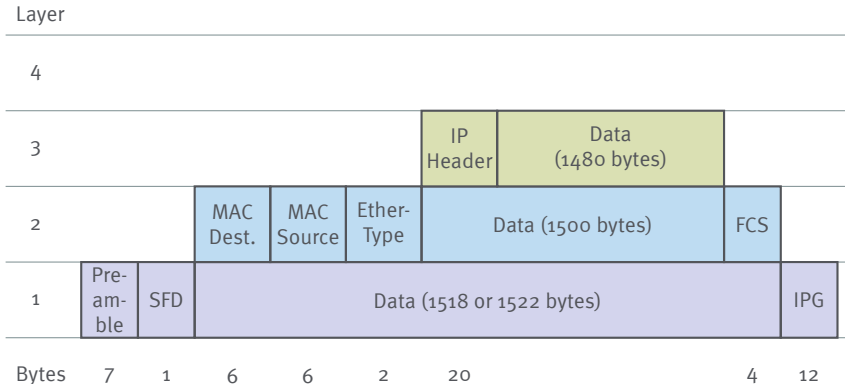 Layer
4
3
IP
Header
Data
(1480 bytes)
2
MAC
Dest.
MAC
Source
Ether-
Type
Data (1500 bytes)
FCS
1
Pre-
am-
ble
SFD
Data (1518 or 1522 bytes)
IPG
Bytes 7 1 6 6 2 20 4 12